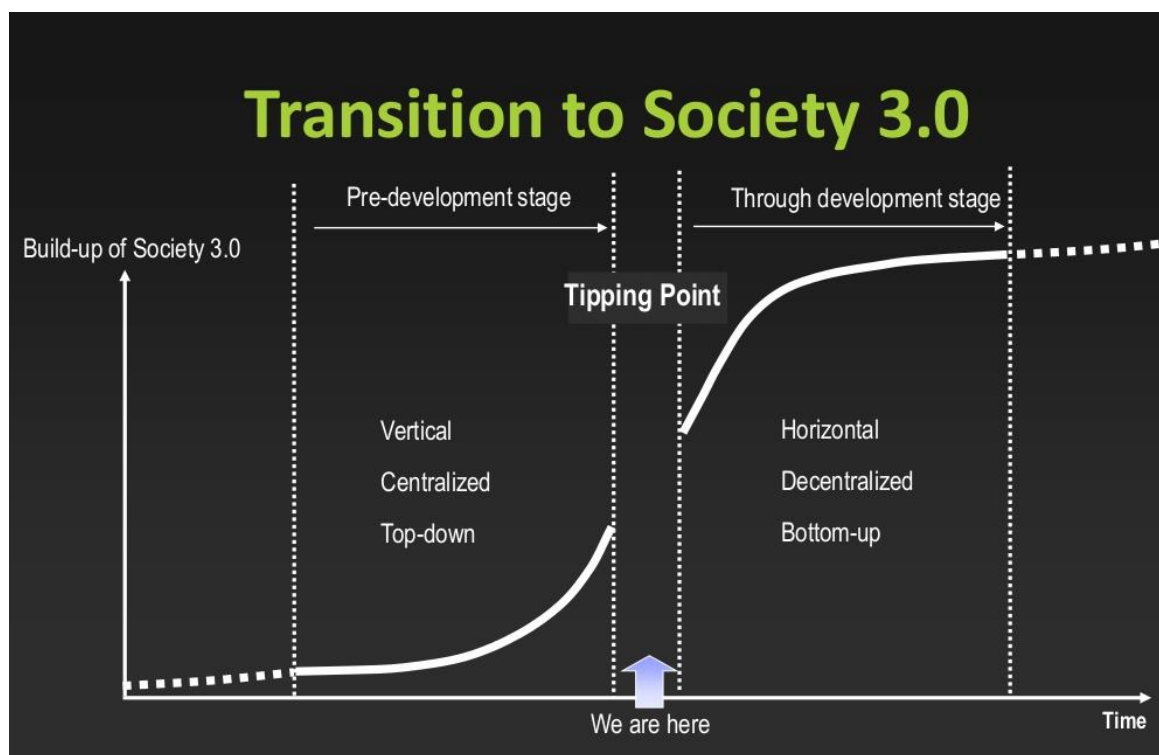 Transition to Society 3.0
Pre-development stage
Through development stage
Build-up of Society 3.0
Tipping Point
Vertical
Centralized
Top-down
Horizontal
Decentralized
Bottom-up
We are here
Time